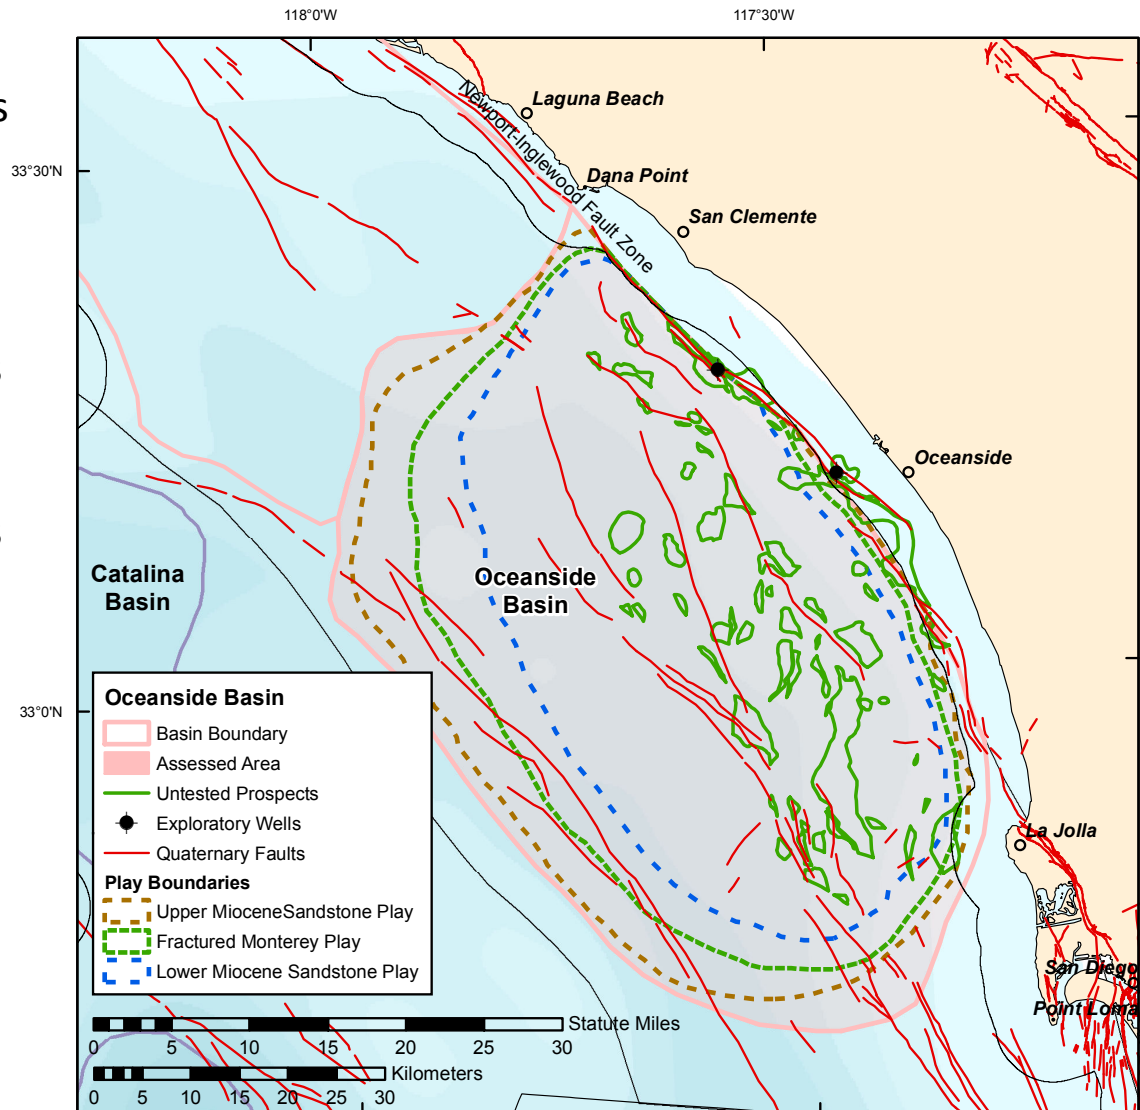 118°0'W
117°30'W
s
33°30'N
33°0'N
Laguna Beach
Newport-Inglewood Fault Zone
Dana Point
San Clemente
Oceanside
Oceanside
Basin
Catalina
Basin
La Jolla
San Diego
Point Loma
Oceanside Basin
Basin Boundary
Assessed Area
Untested Prospects
Exploratory Wells
Quaternary Faults
Play Boundaries
Upper MioceneSandstone Play
Fractured Monterey Play
Lower Miocene Sandstone Play
Statute Miles
0 5 10 15 20 25 30
Kilometers
0 5 10 15 20 25 30